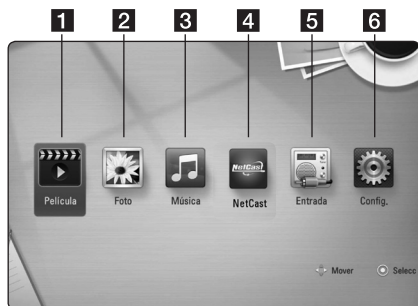 1 2 3 4 5 6
NetCast
Película Foto Música NetCast Entrada Config.
Mover Selecc